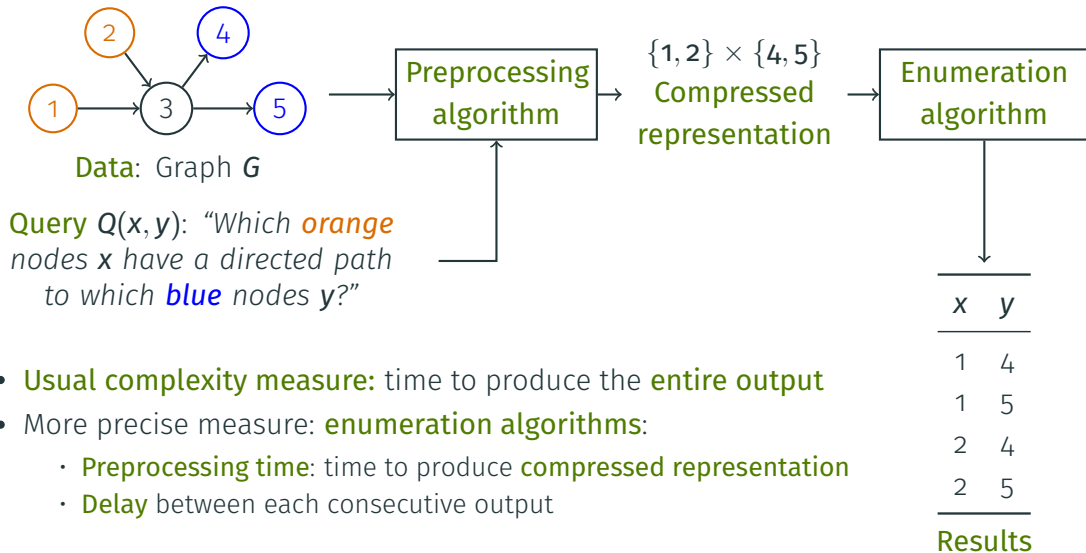 2
4
1
3
5
Data: Graph G
Query Q(x, y): “Which orange
nodes x have a directed path
to which blue nodes y?”
Preprocessing
algorithm
{1, 2} × {4, 5}
Compressed
representation
Enumeration
algorithm
x y
1 4
1 5
2 4
2 5
Results
• Usual complexity measure: time to produce the entire output
• More precise measure: enumeration algorithms:
· Preprocessing time: time to produce compressed representation
· Delay between each consecutive output